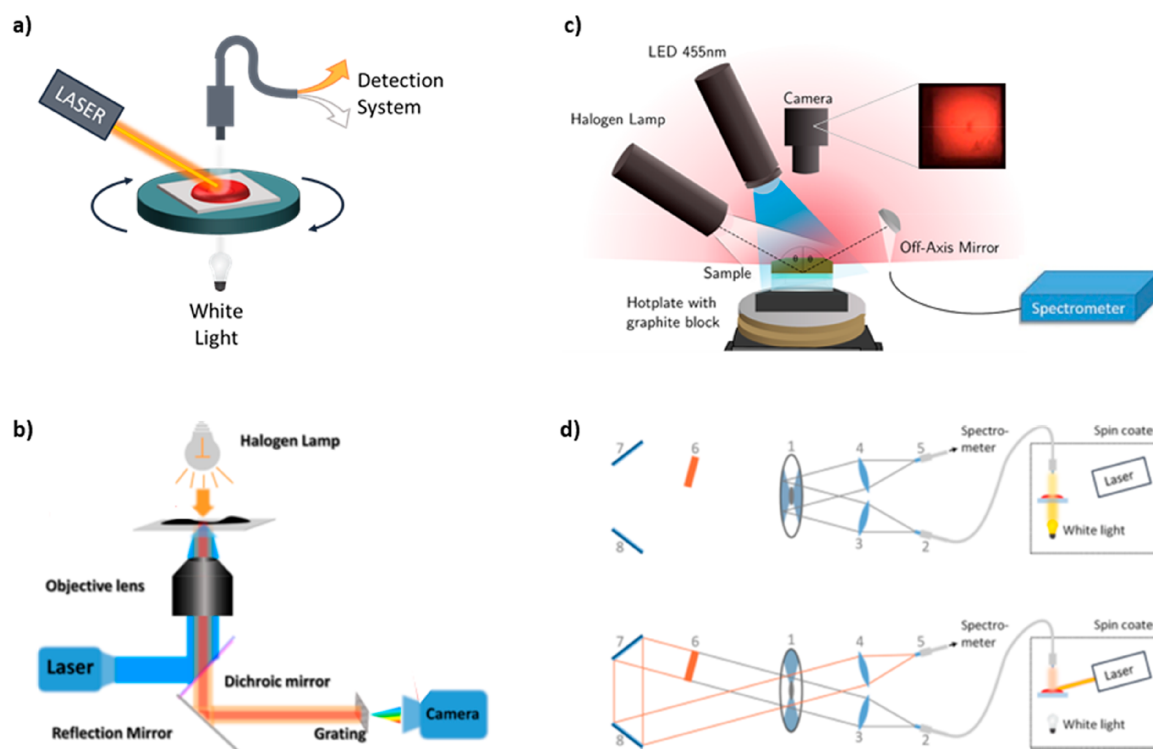 a)
LASER
Detection
System
White
Light
c)
LED 455nm
Camera
Halogen Lamp
θ θ
Off-Axis Mirror
Sample
Hotplate with
graphite block
Spectrometer
b)
Halogen Lamp
Objective lens
Laser
Dichroic mirror
Reflection Mirror
Grating
Camera
d)
7
6
1
4
5
Spectro-
meter
Spin coater
Laser
White light
8
3
2
7
6
1
4
5
Spectro-
meter
Spin coater
Laser
White light
8
3
2